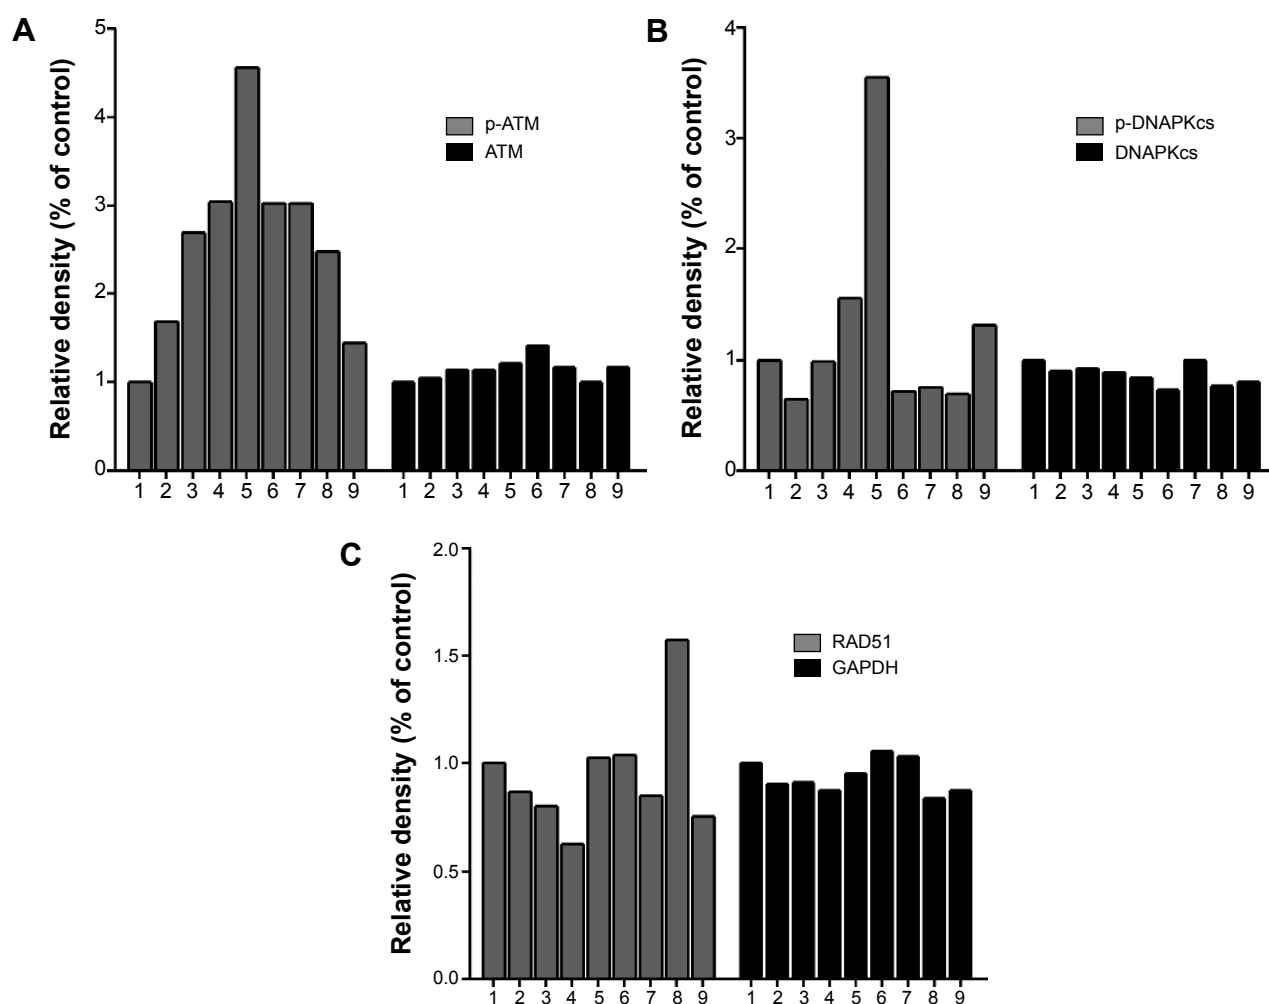 A
Relative density (% of control)
5
4
3
2
1
0
p-ATM
ATM
1 2 3 4 5 6 7 8 9 1 2 3 4 5 6 7 8 9
B
Relative density (% of control)
4
3
2
1
0
p-DNAPKcs
DNAPKcs
1 2 3 4 5 6 7 8 9 1 2 3 4 5 6 7 8 9
C
Relative density (% of control)
2.0
1.5
1.0
0.5
0.0
RAD51
GAPDH
1 2 3 4 5 6 7 8 9 1 2 3 4 5 6 7 8 9